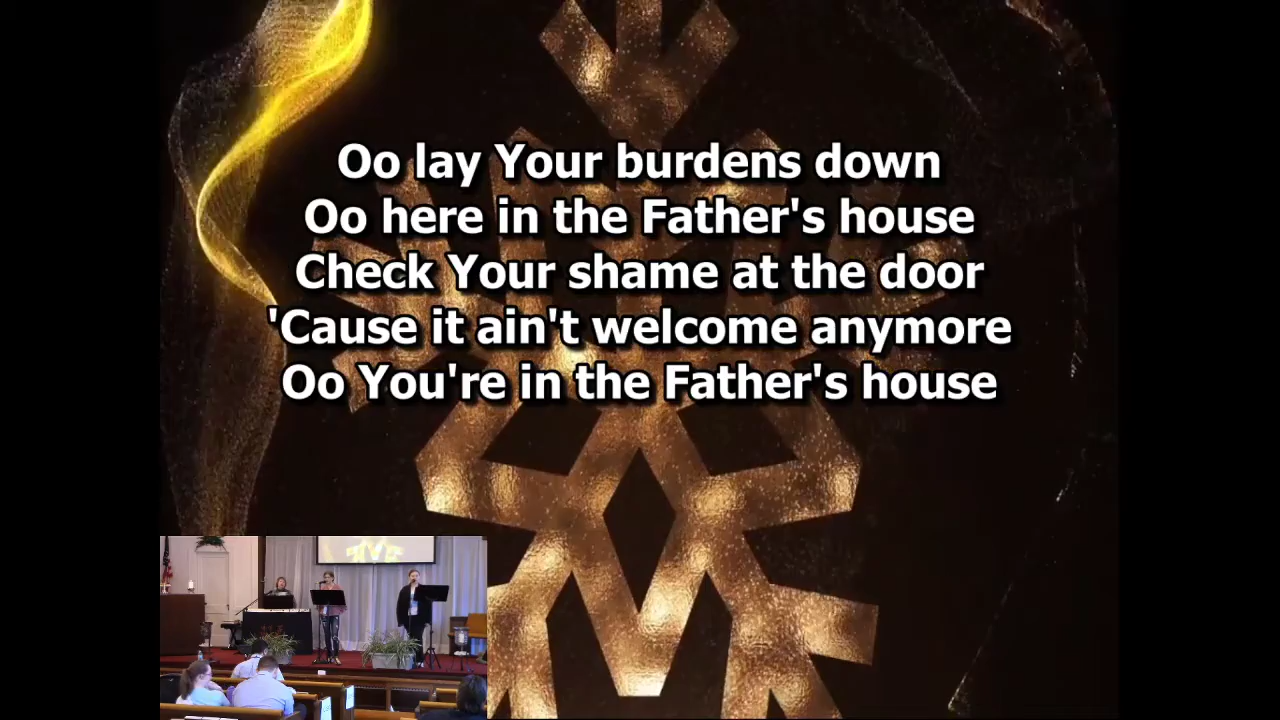 Oo lay Your burdens down
Oo here in the Father's house
Check Your shame at the door
'Cause it ain't welcome anymore
Oo You're in the Father's house